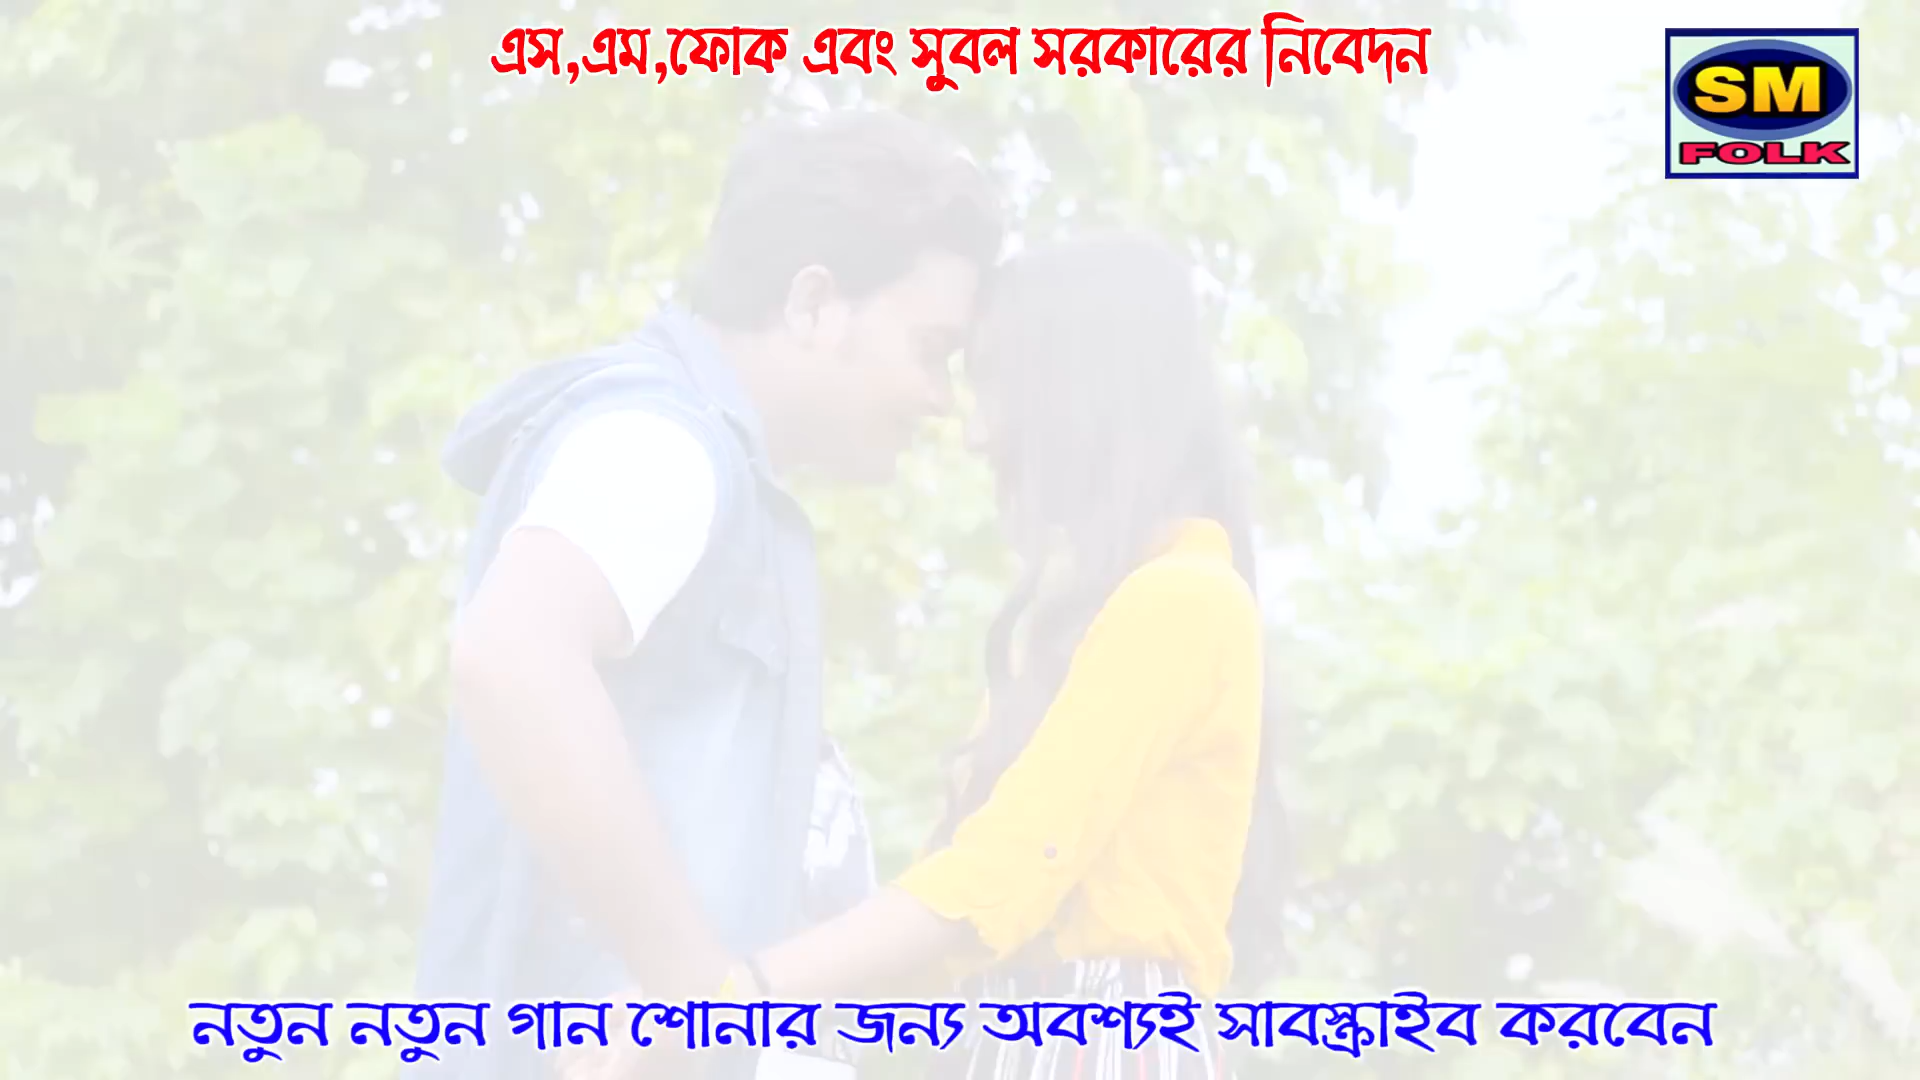 এস,এম,ফোক এবং সুবল সরকারের নিবেদন
SM
FOLK
নতুন নতুন গান শোনার জন্য অবশ্যই সাবস্ক্রাইব করবেন